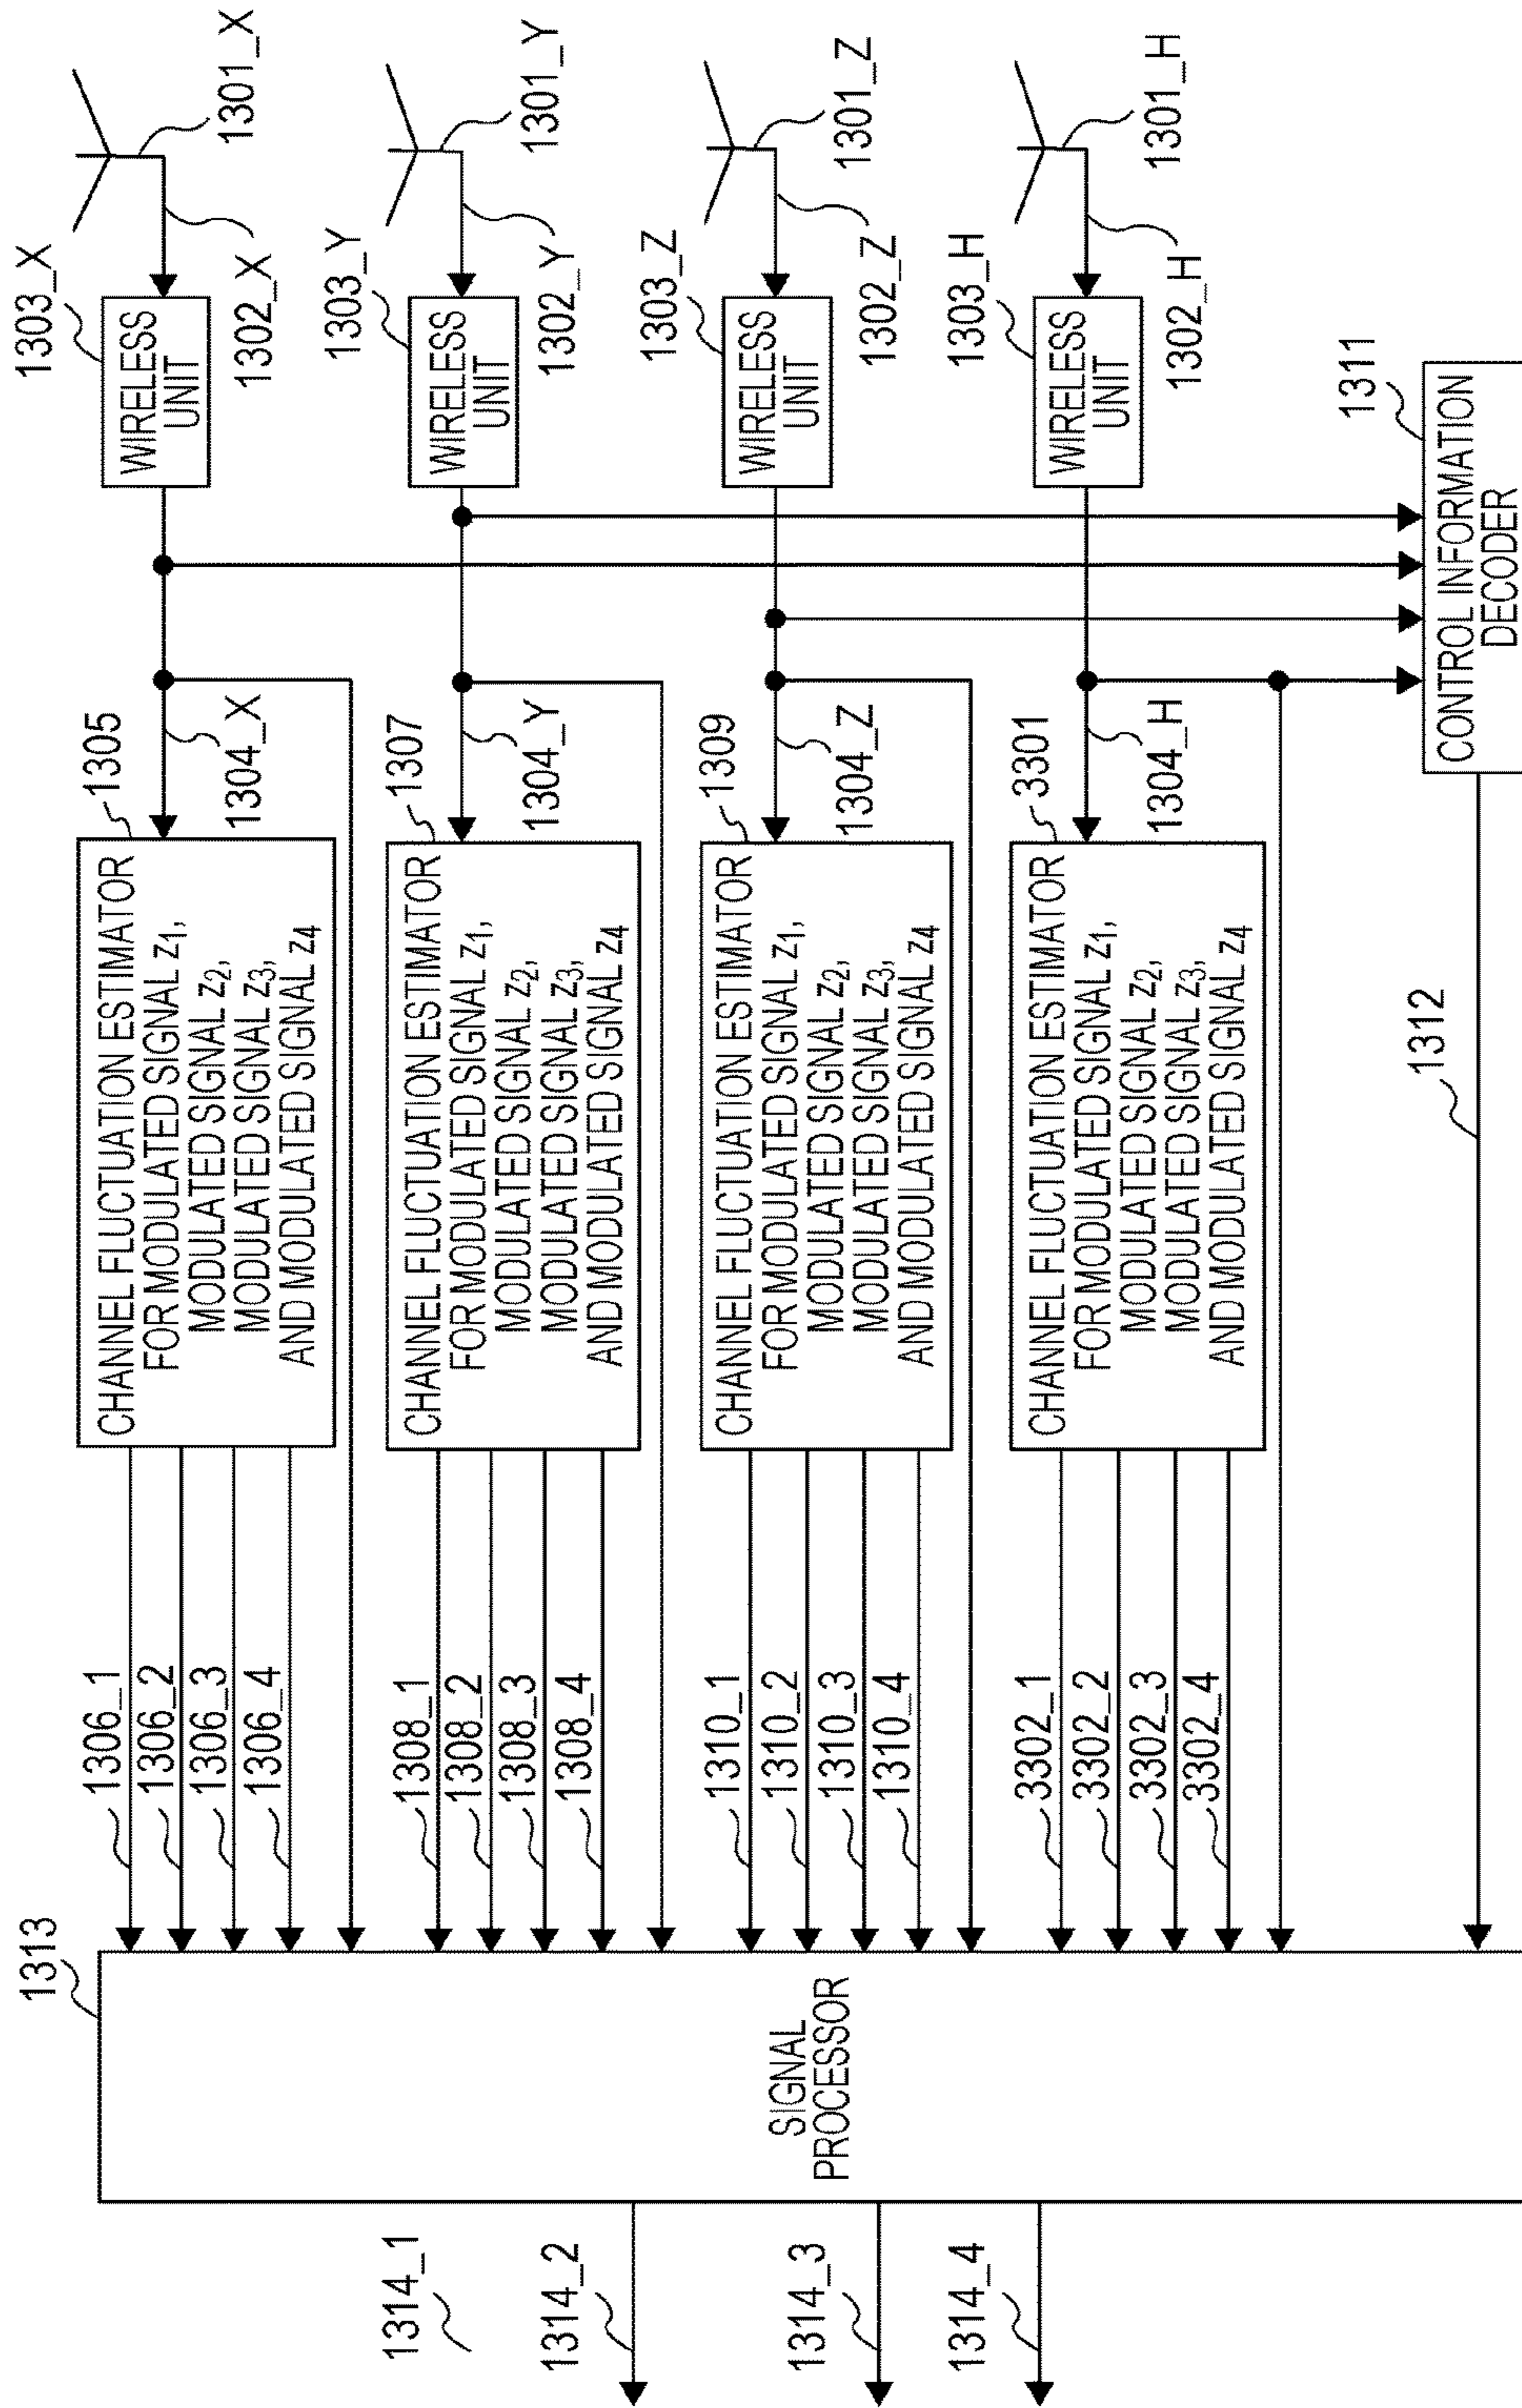 1301_X
1302_X
1303_X
WIRELESS
UNIT
1304_X
1305
CHANNEL FLUCTUATION ESTIMATOR
FOR MODULATED SIGNAL z1,
MODULATED SIGNAL z2,
MODULATED SIGNAL z3,
AND MODULATED SIGNAL z4
1306_1
1306_2
1306_3
1306_4
1301_Y
1302_Y
1303_Y
WIRELESS
UNIT
1304_Y
1307
CHANNEL FLUCTUATION ESTIMATOR
FOR MODULATED SIGNAL z1,
MODULATED SIGNAL z2,
MODULATED SIGNAL z3,
AND MODULATED SIGNAL z4
1308_1
1308_2
1308_3
1308_4
1301_Z
1302_Z
1303_Z
WIRELESS
UNIT
1304_Z
1309
CHANNEL FLUCTUATION ESTIMATOR
FOR MODULATED SIGNAL z1,
MODULATED SIGNAL z2,
MODULATED SIGNAL z3,
AND MODULATED SIGNAL z4
1310_1
1310_2
1310_3
1310_4
1301_H
1302_H
1303_H
WIRELESS
UNIT
1304_H
3301
CHANNEL FLUCTUATION ESTIMATOR
FOR MODULATED SIGNAL z1,
MODULATED SIGNAL z2,
MODULATED SIGNAL z3,
AND MODULATED SIGNAL z4
3302_1
3302_2
3302_3
3302_4
1311
CONTROL INFORMATION
DECODER
1312
1313
SIGNAL
PROCESSOR
1314_1
1314_2
1314_3
1314_4